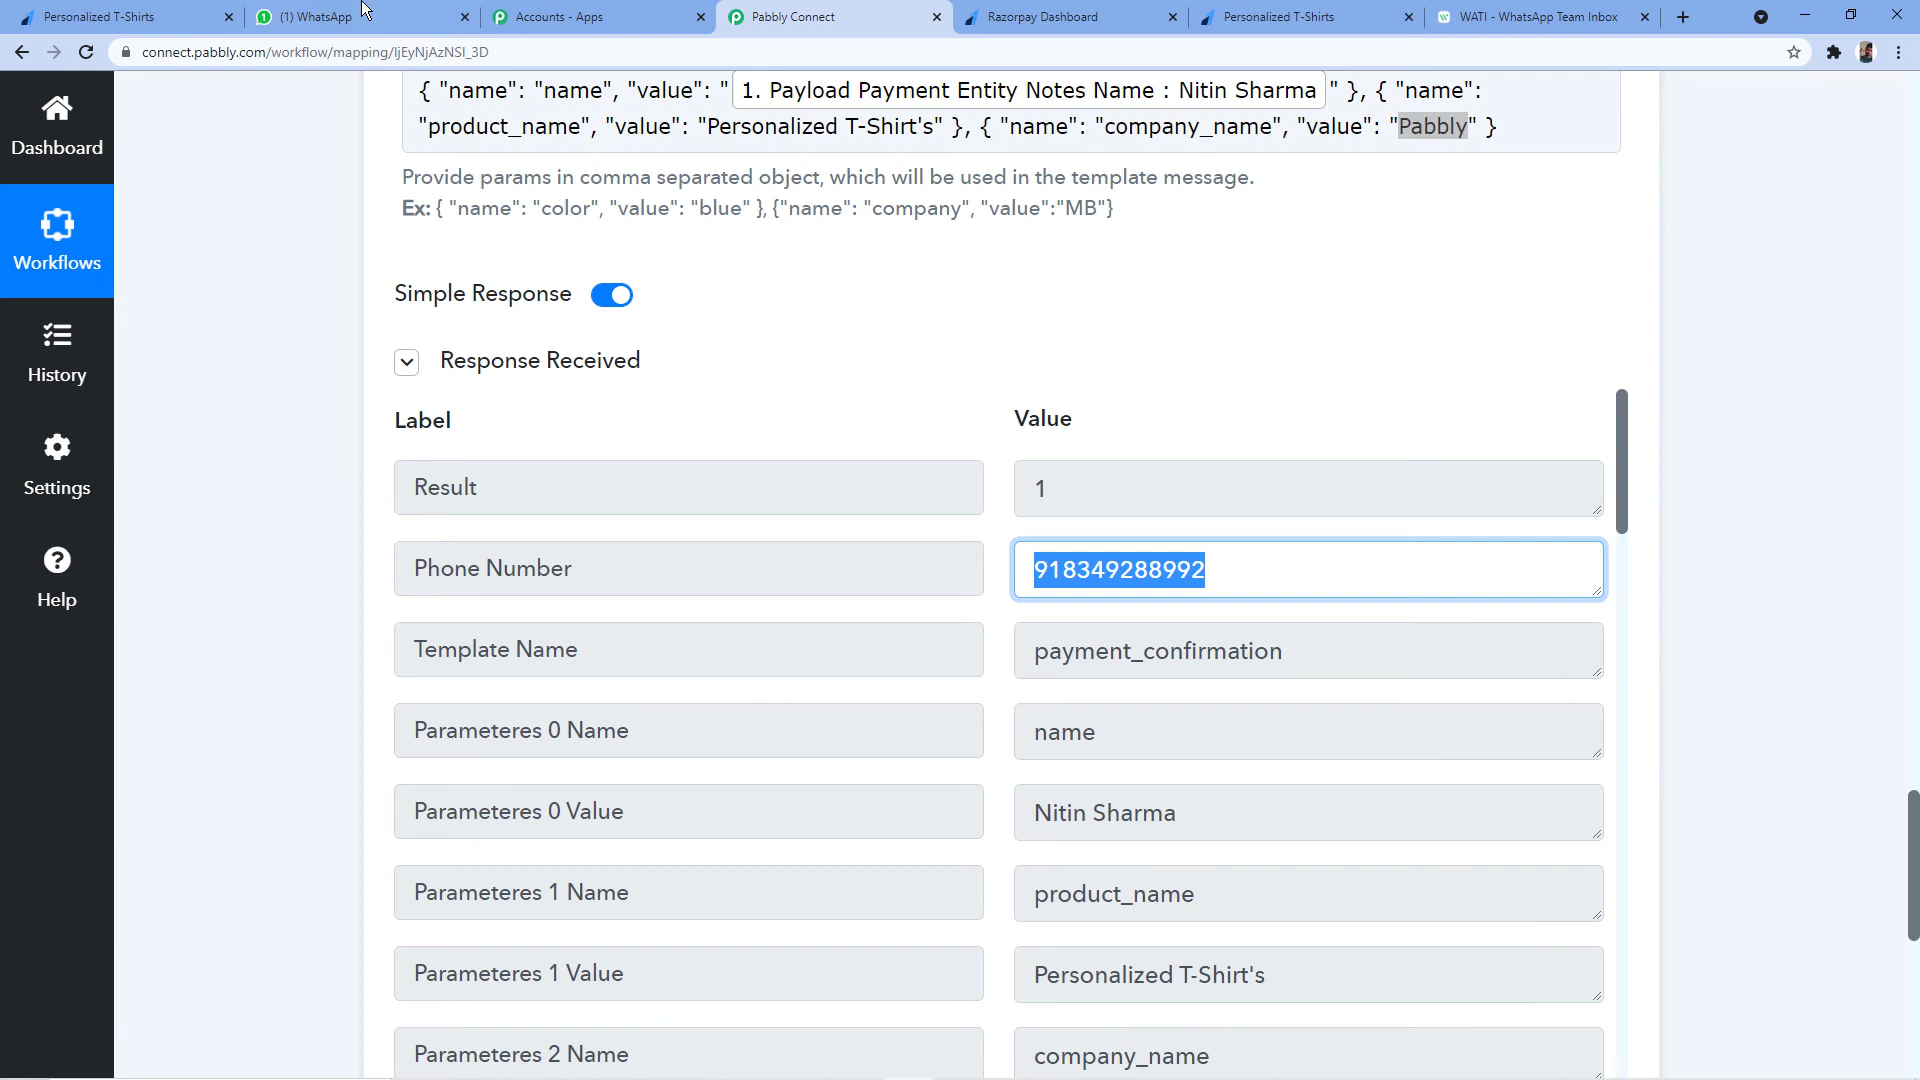 Personalized T-Shirts
(1) WhatsApp
Accounts - Apps
Pabbly Connect
Razorpay Dashboard
Personalized T-Shirts
WATI - WhatsApp Team Inbox
connect.pabbly.com/workflow/mapping/IjEyNjAzNSI_3D
Dashboard
Workflows
History
Settings
Help
{ "name": "name", "value": " 1. Payload Payment Entity Notes Name : Nitin Sharma " }, { "name":
"product_name", "value": "Personalized T-Shirt's" }, { "name": "company_name", "value": "Pabbly" }
Provide params in comma separated object, which will be used in the template message.
Ex: { "name": "color", "value": "blue" }, {"name": "company", "value":"MB"}
Simple Response
Response Received
Label Value
Result 1
Phone Number 918349288992
Template Name payment_confirmation
Parameteres 0 Name name
Parameteres 0 Value Nitin Sharma
Parameteres 1 Name product_name
Parameteres 1 Value Personalized T-Shirt's
Parameteres 2 Name company_name